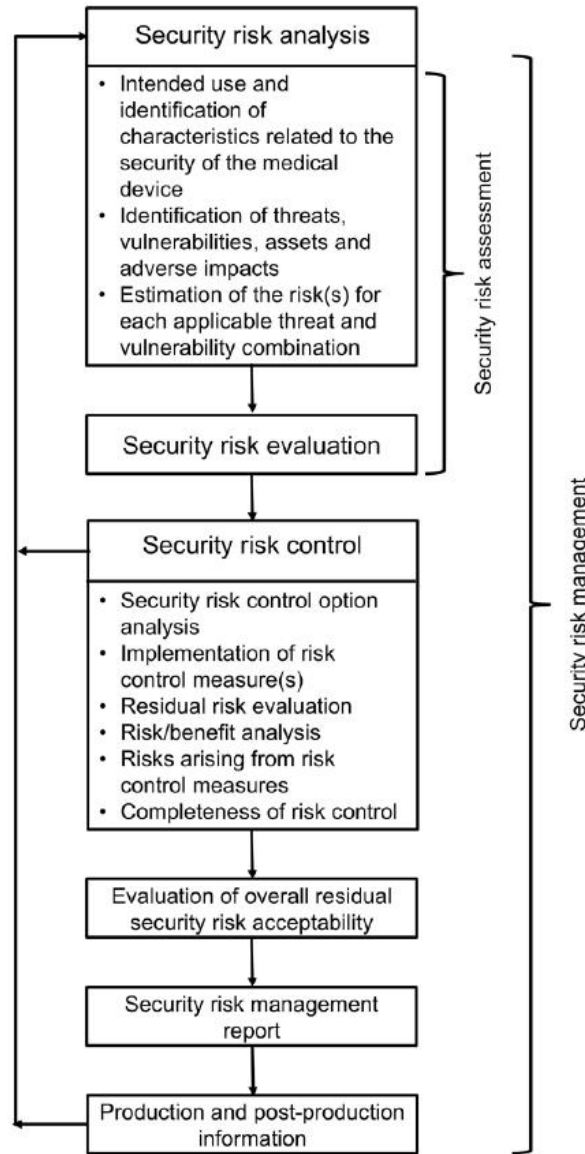 Security risk analysis
• Intended use and
identification of
characteristics related to the
security of the medical
device
• Identification of threats,
vulnerabilities, assets and
adverse impacts
• Estimation of the risk(s) for
each applicable threat and
vulnerability combination
Security risk evaluation
Security risk assessment
Security risk control
• Security risk control option
analysis
• Implementation of risk
control measure(s)
• Residual risk evaluation
• Risk/benefit analysis
• Risks arising from risk
control measures
• Completeness of risk control
Evaluation of overall residual
security risk acceptability
Security risk management
report
Production and post-production
information
Security risk management